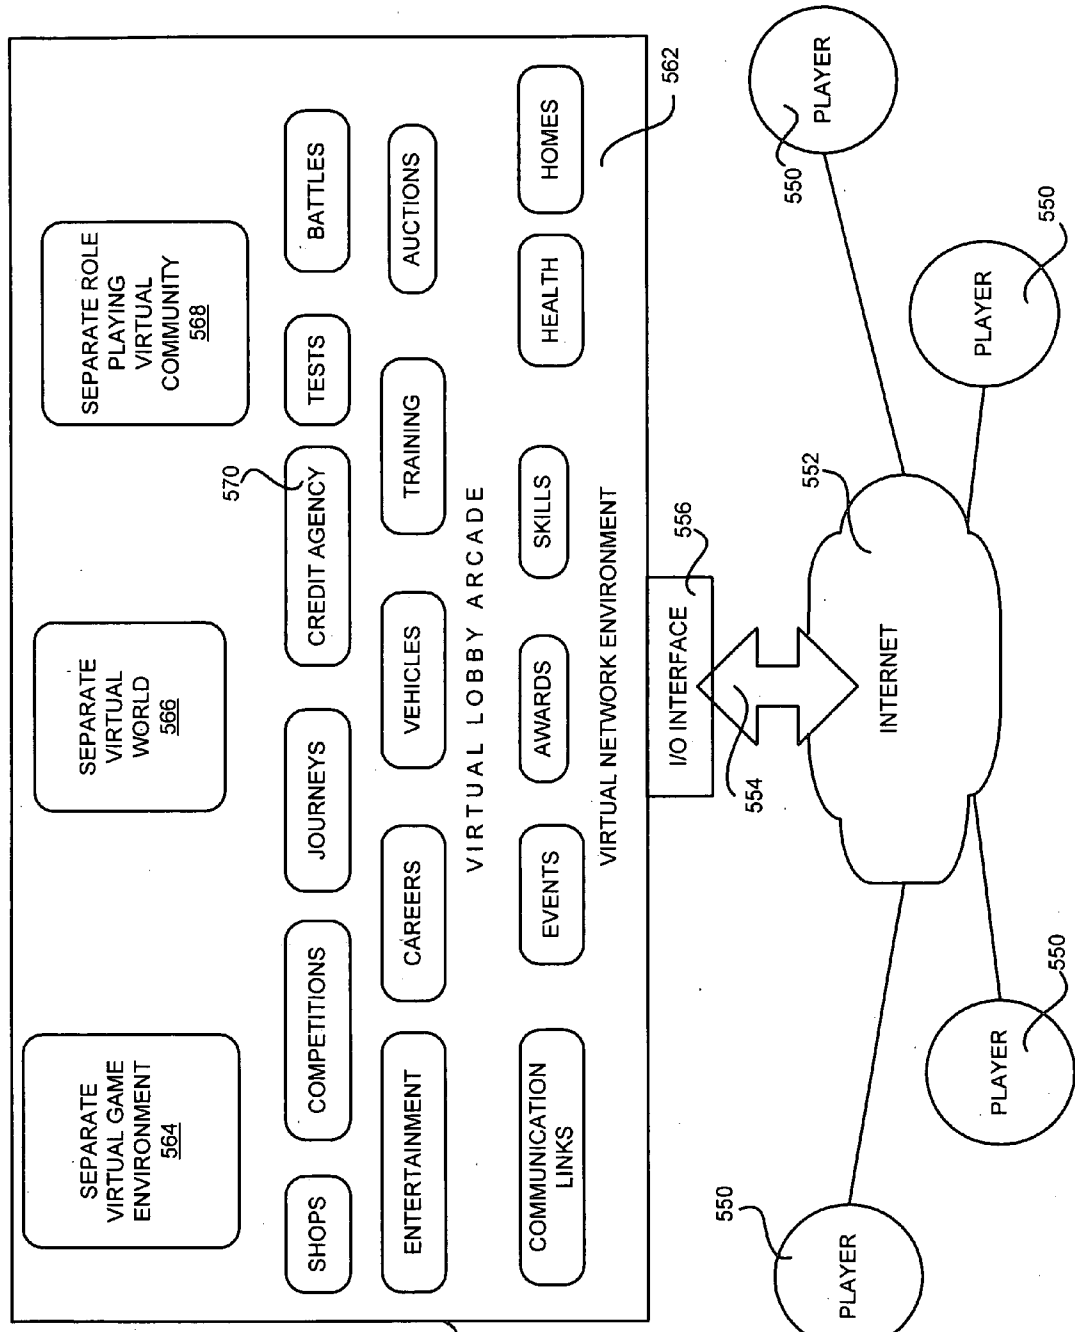 SEPARATE
VIRTUAL GAME
ENVIRONMENT
564
SEPARATE
VIRTUAL
WORLD
566
SEPARATE ROLE
PLAYING
VIRTUAL
COMMUNITY
568
570
SHOPS
COMPETITIONS
JOURNEYS
CREDIT AGENCY
TESTS
BATTLES
ENTERTAINMENT
CAREERS
VEHICLES
TRAINING
AUCTIONS
VIRTUAL LOBBY ARCADE
COMMUNICATION
LINKS
EVENTS
AWARDS
SKILLS
HEALTH
HOMES
VIRTUAL NETWORK ENVIRONMENT
562
I/O INTERFACE
556
554
552
INTERNET
550
PLAYER
550
PLAYER
550
PLAYER
550
PLAYER